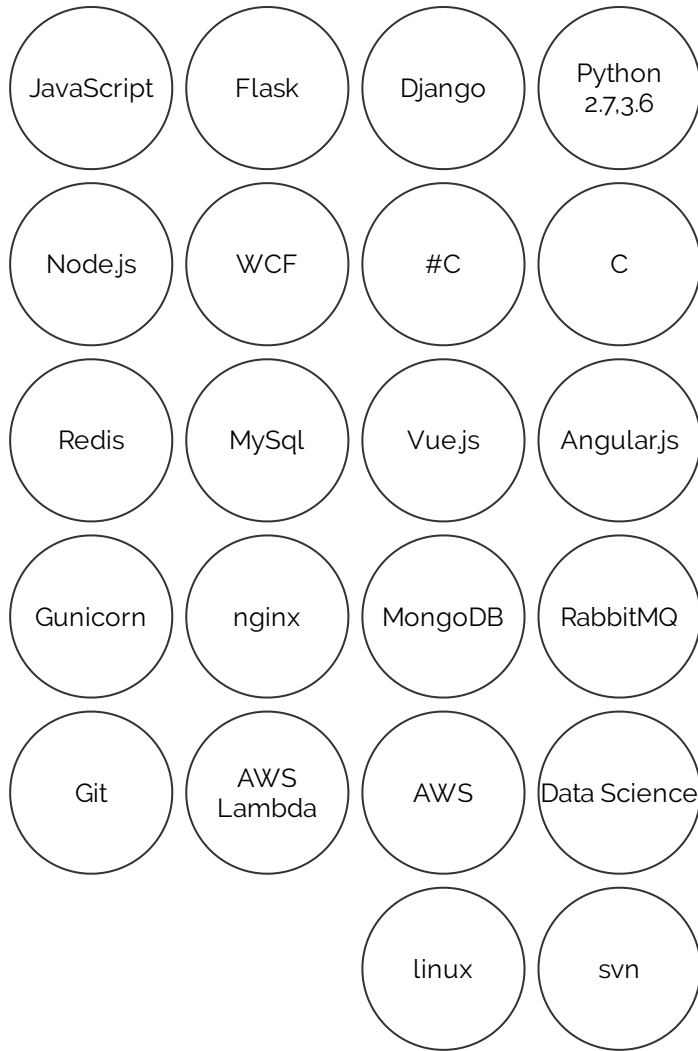 JavaScript
Flask
Django
Python
2.7,3.6
Node.js
WCF
#C
C
Redis
MySql
Vue.js
Angular.js
Gunicorn
nginx
MongoDB
RabbitMQ
Git
AWS
Lambda
AWS
Data Science
linux
svn